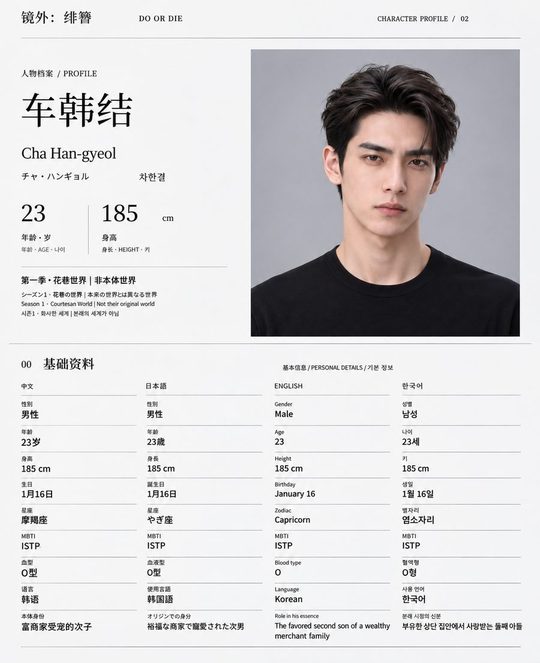 镜外：绯簪
DO OR DIE
CHARACTER PROFILE / 02
人物档案 / PROFILE
车韩结
Cha Han-gyeol
チャ・ハンギョル 차한결
23 185 cm
年龄・岁 身高
年龄・AGE・나이 身长・HEIGHT・키
第一季・花巷世界 | 非本体世界
シーズン1・花巷の世界 | 本来の世界とは異なる世界
Season 1・Courtesan World | Not their original world
시즌1・화사한 세계 | 본래의 세계가 아님
00 基础资料
基本信息 / PERSONAL DETAILS / 기본 정보
中文 日本語 ENGLISH 한국어
性别 性別 Gender 성별
男性 男性 Male 남성
年龄 年齢 Age 나이
23岁 23歳 23 23세
身高 身長 Height 키
185 cm 185 cm 185 cm 185 cm
生日 誕生日 Birthday 생일
1月16日 1月16日 January 16 1월 16일
星座 星座 Zodiac 별자리
摩羯座 やぎ座 Capricorn 염소자리
MBTI MBTI MBTI MBTI
ISTP ISTP ISTP ISTP
血型 血液型 Blood type 혈액형
O型 O型 O O형
语言 使用言語 Language 사용 언어
韩语 韓国語 Korean 한국어
本体身份 オリジンでの身分 Role in his essence 본래 시점의 신분
富商家受宠的次子 裕福な商家で寵愛された次男 The favored second son of a wealthy merchant family 부유한 상단 집안에서 사랑받는 둘째 아들